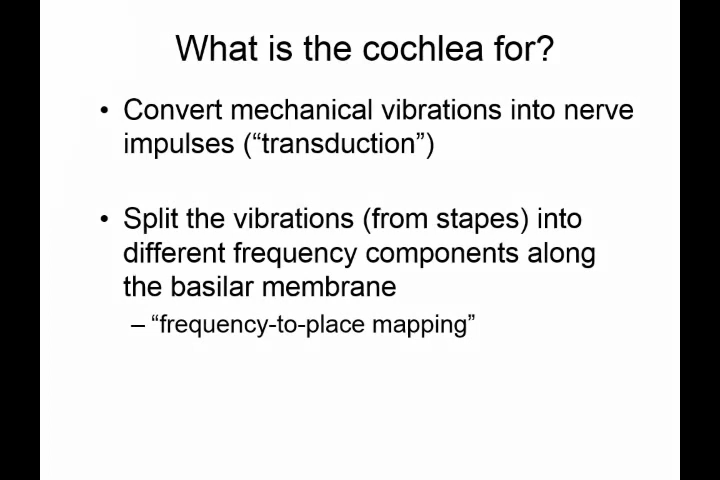 What is the cochlea for?
• Convert mechanical vibrations into nerve
impulses (“transduction”)
• Split the vibrations (from stapes) into
different frequency components along
the basilar membrane
– “frequency-to-place mapping”